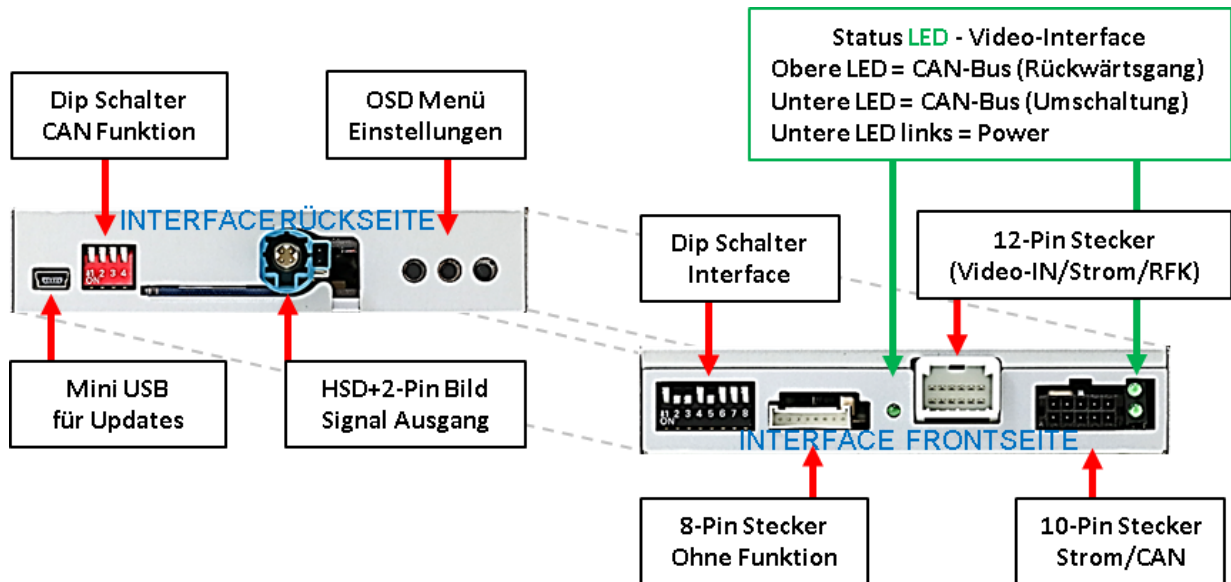 Status LED - Video-Interface
Obere LED = CAN-Bus (Rückwärtsgang)
Untere LED = CAN-Bus (Umschaltung)
Untere LED links = Power
Dip Schalter
CAN Funktion
OSD Menü
Einstellungen
INTERFACE RÜCKSEITE
1 2 3 4
ON
Dip Schalter
Interface
12-Pin Stecker
(Video-IN/Strom/RFK)
Mini USB
für Updates
HSD+2-Pin Bild
Signal Ausgang
1 2 3 4 5 6 7 8
ON
INTERFACE FRONTSEITE
8-Pin Stecker
Ohne Funktion
10-Pin Stecker
Strom/CAN